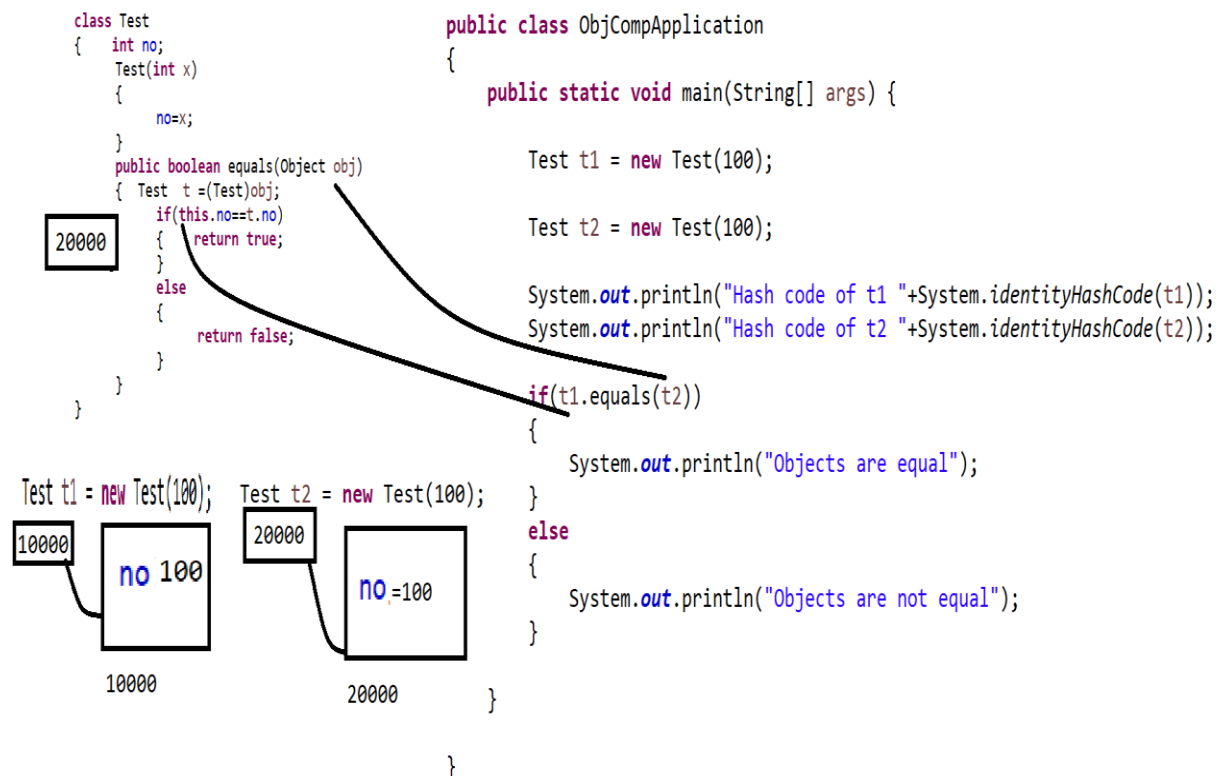 class Test
{    int no;
Test(int x)
{
no=x;
}
public boolean equals(Object obj)
{  Test  t =(Test)obj;
if(this.no==t.no)
{    return true;
}
else
{
return false;
}
}
}
20000
public class ObjCompApplication
{
public static void main(String[] args) {
Test t1 = new Test(100);
Test t2 = new Test(100);
System.out.println("Hash code of t1 "+System.identityHashCode(t1));
System.out.println("Hash code of t2 "+System.identityHashCode(t2));
if(t1.equals(t2))
{
System.out.println("Objects are equal");
}
else
{
System.out.println("Objects are not equal");
}
}
}
Test t1 = new Test(100);
10000
no 100
10000
Test t2 = new Test(100);
20000
no.=100
20000